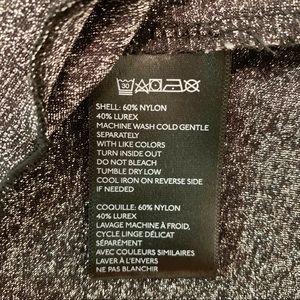 30
SHELL: 60% NYLON
40% LUREX
MACHINE WASH COLD GENTLE
SEPARATELY
WITH LIKE COLORS
TURN INSIDE OUT
DO NOT BLEACH
TUMBLE DRY LOW
COOL IRON ON REVERSE SIDE
IF NEEDED
COQUILLE: 60% NYLON
40% LUREX
LAVAGE MACHINE À FROID,
CYCLE LINGE DÉLICAT
SÉPARÉMENT
AVEC COULEURS SIMILAIRES
LAVER À L'ENVERS
NE PAS BLANCHIR